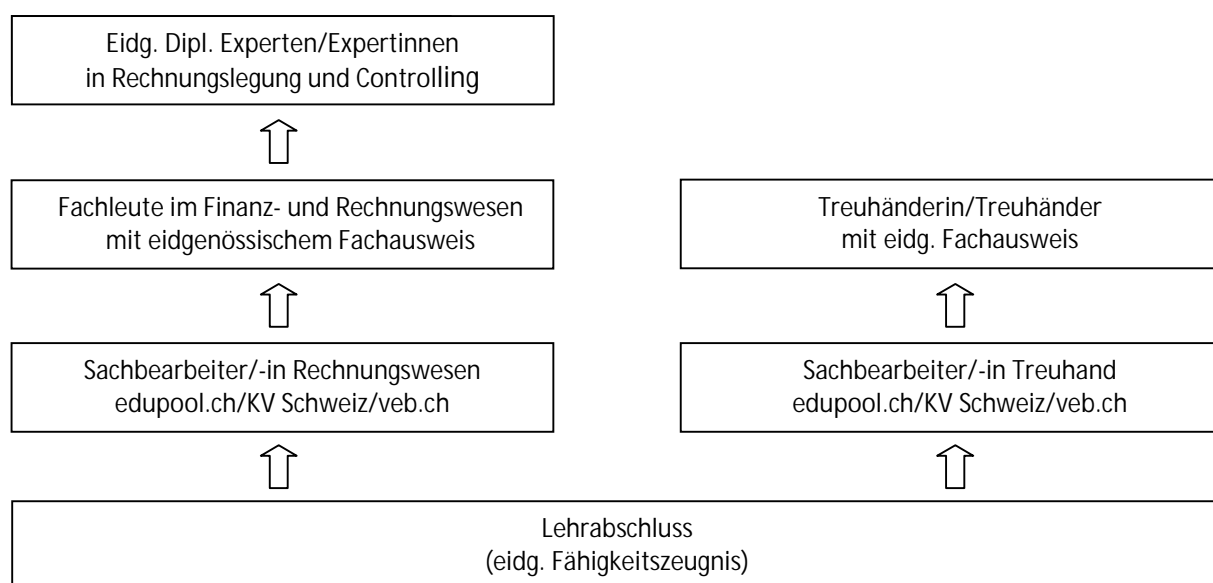 Eidg. Dipl. Experten/Expertinnen
in Rechnungslegung und Controlling
Fachleute im Finanz- und Rechnungswesen
mit eidgenössischem Fachausweis
Treuhänderin/Treuhänder
mit eidg. Fachausweis
Sachbearbeiter/-in Rechnungswesen
edupool.ch/KV Schweiz/veb.ch
Sachbearbeiter/-in Treuhand
edupool.ch/KV Schweiz/veb.ch
Lehrabschluss
(eidg. Fähigkeitszeugnis)